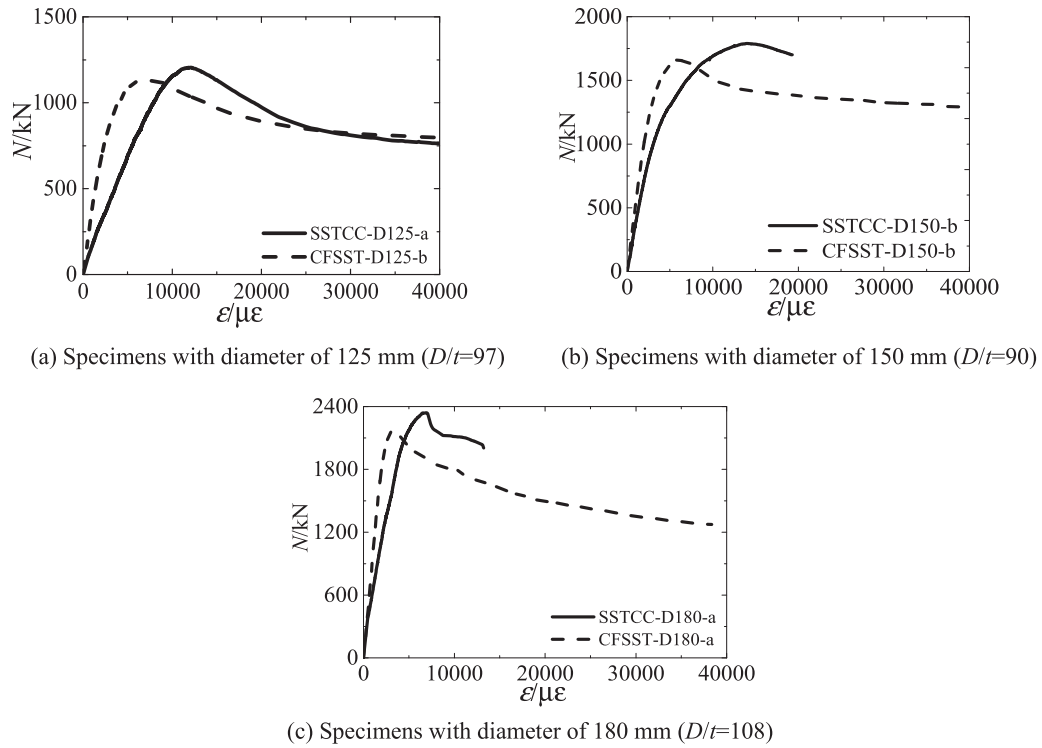 1500
1000
750
500
250
0
N/kN
SSTCC-D125-a
CFSST-D125-b
0 10000 20000 30000 40000
ε/με
(a) Specimens with diameter of 125 mm (D/t=97)
2000
1500
1000
500
0
N/kN
SSTCC-D150-b
CFSST-D150-b
0 10000 20000 30000 40000
ε/με
(b) Specimens with diameter of 150 mm (D/t=90)
2400
1800
1200
600
0
N/kN
SSTCC-D180-a
CFSST-D180-a
0 10000 20000 30000 40000
ε/με
(c) Specimens with diameter of 180 mm (D/t=108)